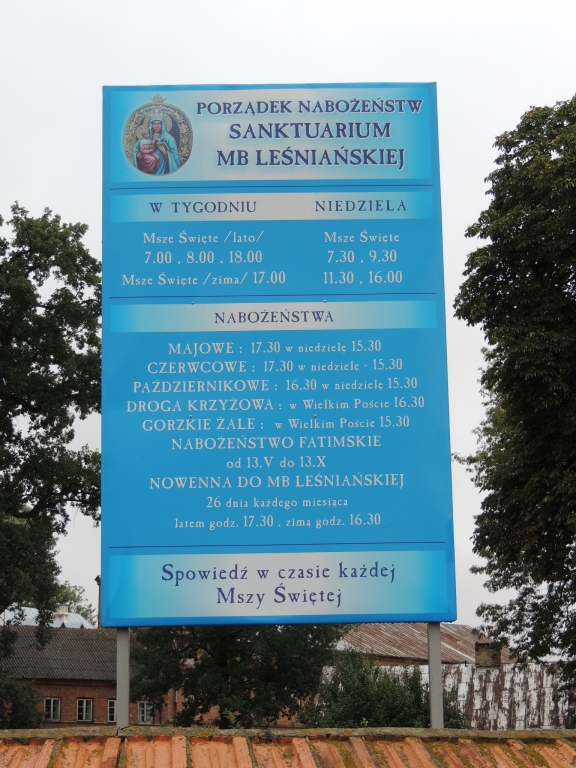 PORZĄDEK NABOŻEŃSTW
SANKTUARIUM
MB LEŚNIAŃSKIEJ
W TYGODNIU NIEDZIELA
Msze Święte /lato/ Msze Święte
7.00 , 8.00 , 18.00 7.30 , 9.30
Msze Święte /zima/ 17.00 11.30 , 16.00
NABOŻEŃSTWA
MAJOWE : 17.30 w niedzielę 15.30
CZERWCOWE : 17.30 w niedzielę - 15.30
PAŹDZIERNIKOWE : 16.30 w niedzielę 15.30
DROGA KRZYŻOWA : w Wielkim Poście 16.30
GORZKIE ŻALE : w Wielkim Poście 15.30
NABOŻEŃSTWO FATIMSKIE
od 13.V do 13.X
NOWENNA DO MB LEŚNIAŃSKIEJ
26 dnia każdego miesiąca
latem godz. 17.30 , zimą godz. 16.30
Spowiedź w czasie każdej
Mszy Świętej